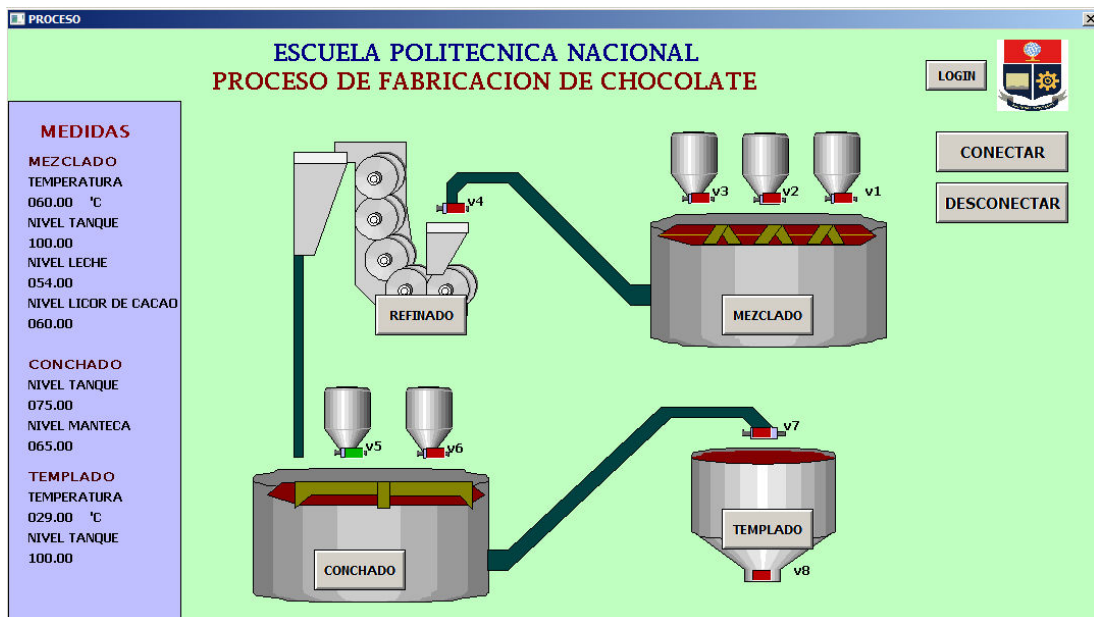 PROCESO
ESCUELA POLITECNICA NACIONAL
PROCESO DE FABRICACION DE CHOCOLATE
LOGIN
CONECTAR
DESCONECTAR
MEDIDAS
MEZCLADO
TEMPERATURA
060.00 'C
NIVEL TANQUE
100.00
NIVEL LECHE
054.00
NIVEL LICOR DE CACAO
060.00
CONCHADO
NIVEL TANQUE
075.00
NIVEL MANTECA
065.00
TEMPLADO
TEMPERATURA
029.00 'C
NIVEL TANQUE
100.00
v4
v3
v2
v1
REFINADO
MEZCLADO
v5
v6
v7
CONCHADO
TEMPLADO
v8